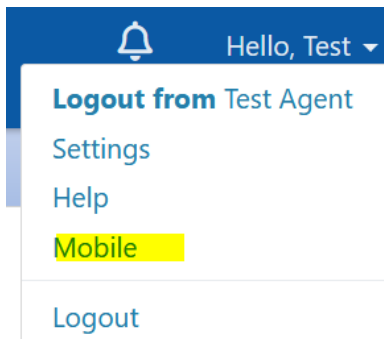 Hello, Test
Logout from Test Agent
Settings
Help
Mobile
Logout